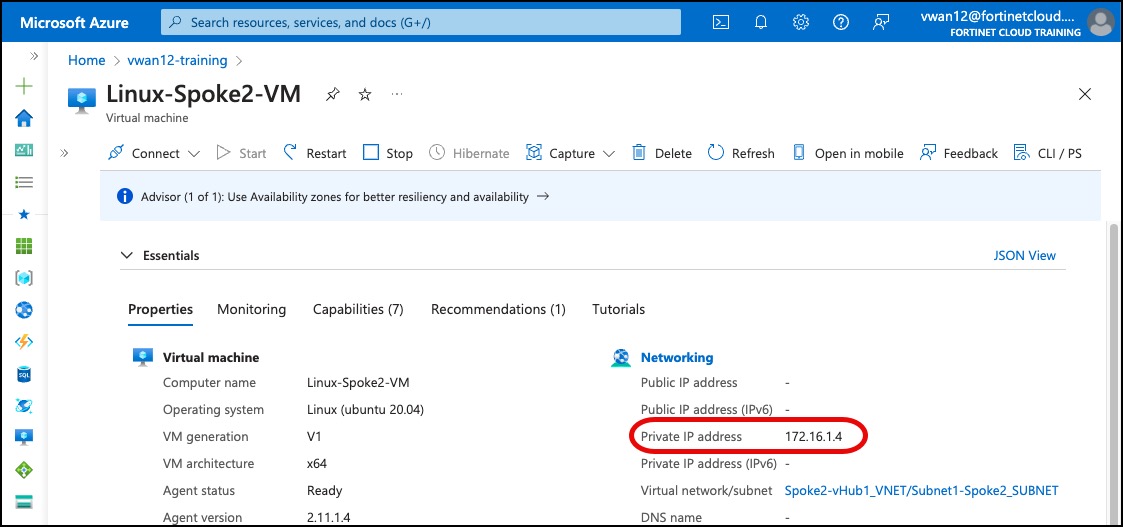 Microsoft Azure
Search resources, services, and docs (G+/)
vwan12@fortinetcloud....
FORTINET CLOUD TRAINING
Home > vwan12-training >
Linux-Spoke2-VM ...
Virtual machine
Connect Start Restart Stop Hibernate Capture Delete Refresh Open in mobile Feedback CLI / PS
Advisor (1 of 1): Use Availability zones for better resiliency and availability →
Essentials JSON View
Properties Monitoring Capabilities (7) Recommendations (1) Tutorials
Virtual machine
Computer name Linux-Spoke2-VM
Operating system Linux (ubuntu 20.04)
VM generation V1
VM architecture x64
Agent status Ready
Agent version 2.11.1.4
Networking
Public IP address -
Public IP address (IPv6) -
Private IP address 172.16.1.4
Private IP address (IPv6) -
Virtual network/subnet Spoke2-vHub1_VNET/Subnet1-Spoke2_SUBNET
DNS name -